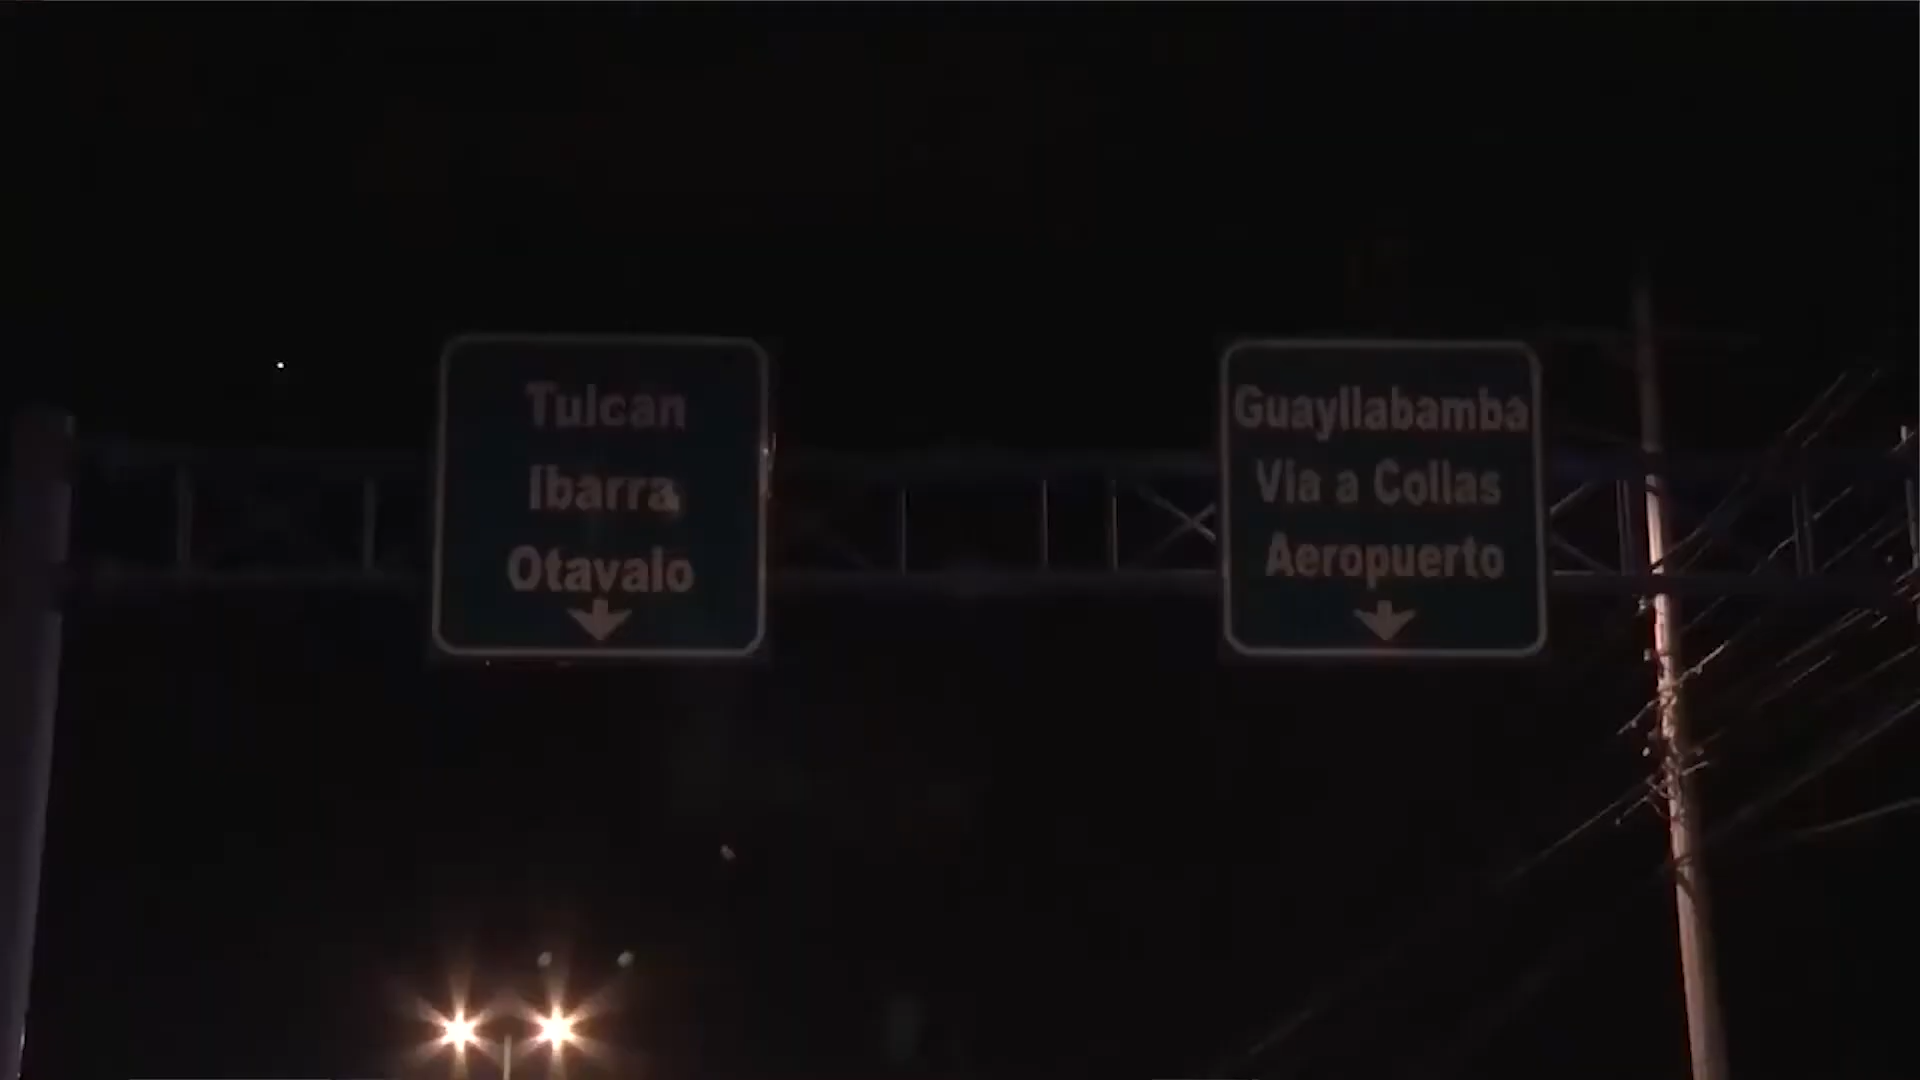 Tulcan
Ibarra
Otavalo
Guayllabamba
Via a Collas
Aeropuerto